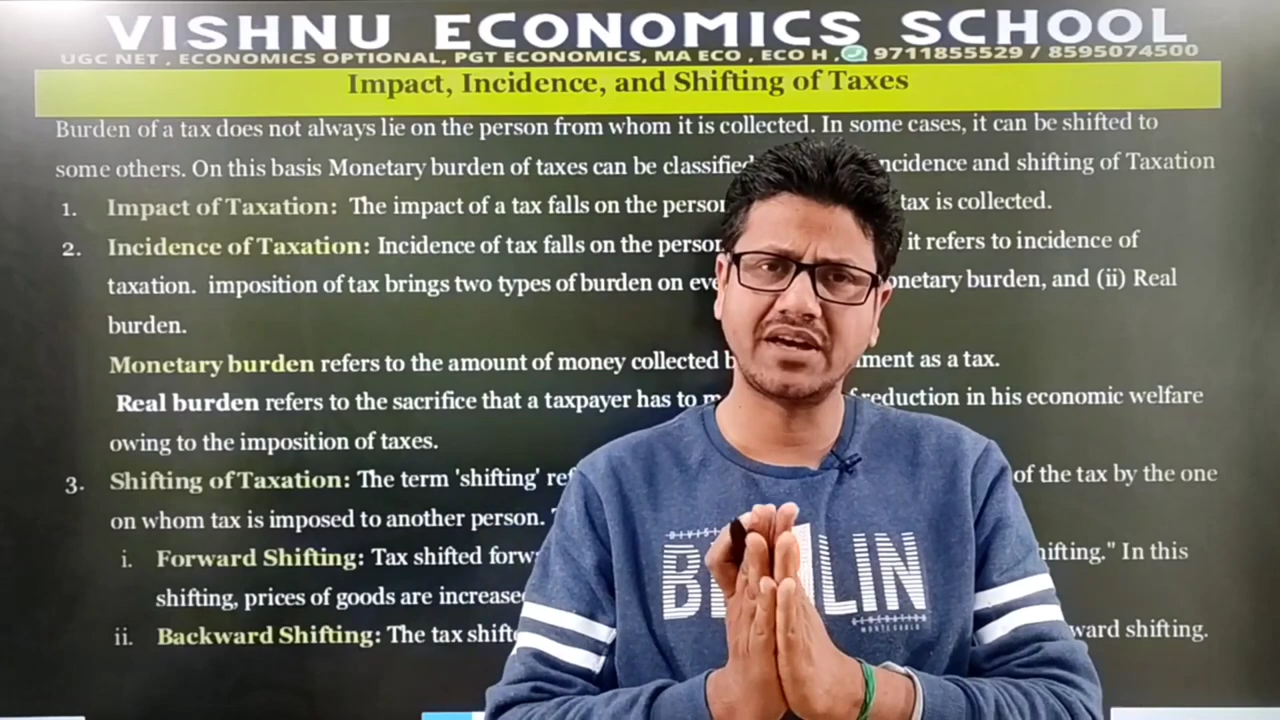 VISHNU ECONOMICS SCHOOL
UGC NET , ECONOMICS OPTIONAL, PGT ECONOMICS, MA ECO , ECO H , 9711855529 / 8595074500
Impact, Incidence, and Shifting of Taxes
Burden of a tax does not always lie on the person from whom it is collected. In some cases, it can be shifted to
some others. On this basis Monetary burden of taxes can be classified ncidence and shifting of Taxation
1. Impact of Taxation: The impact of a tax falls on the person tax is collected.
2. Incidence of Taxation: Incidence of tax falls on the person it refers to incidence of
taxation. imposition of tax brings two types of burden on onetary burden, and (ii) Real
burden.
Monetary burden refers to the amount of money collected ment as a tax.
Real burden refers to the sacrifice that a taxpayer has to reduction in his economic welfare
owing to the imposition of taxes.
3. Shifting of Taxation: The term 'shifting' of the tax by the one
on whom tax is imposed to another person.
i. Forward Shifting: Tax shifted hifting." In this
shifting, prices of goods are increased
ii. Backward Shifting: The tax ward shifting.
DIVISI
B LIN
GENERATION
MONTE CARLO